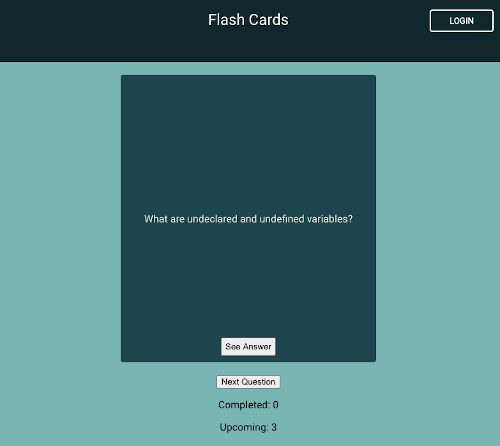 Flash Cards
LOGIN
What are undeclared and undefined variables?
See Answer
Next Question
Completed: 0
Upcoming: 3